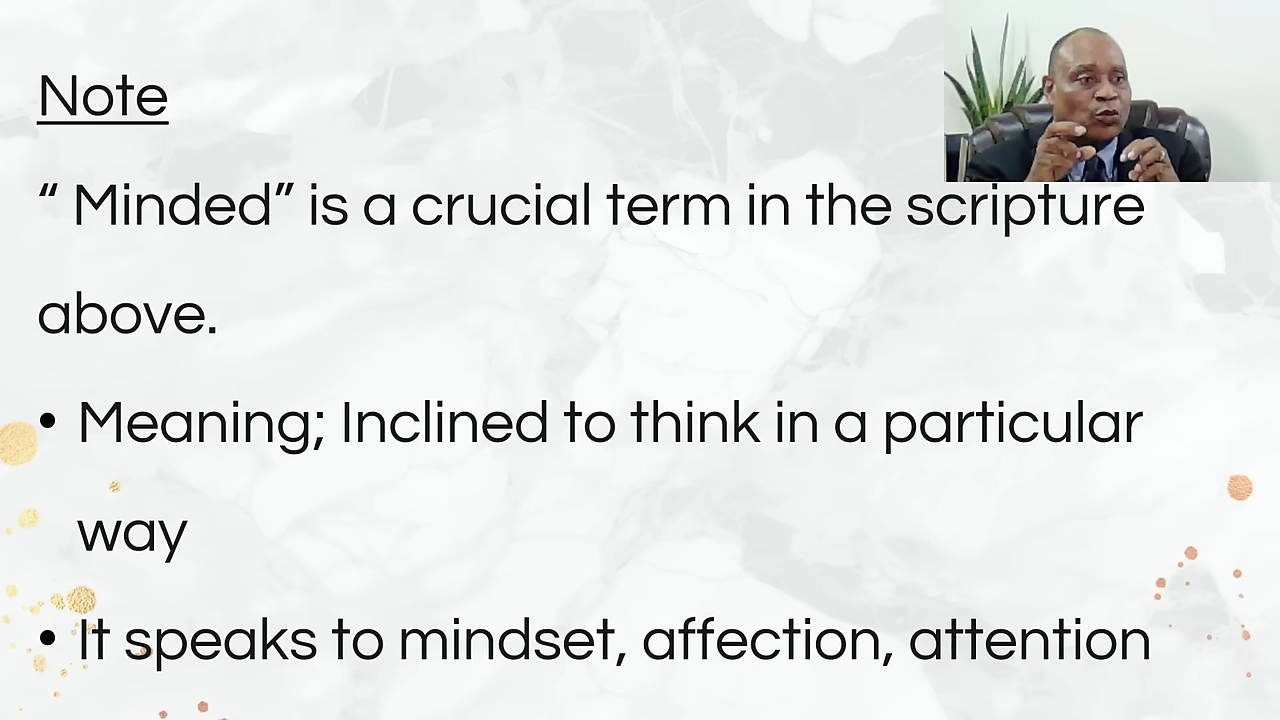 Note
“ Minded” is a crucial term in the scripture
above.
• Meaning; Inclined to think in a particular
way
• It speaks to mindset, affection, attention